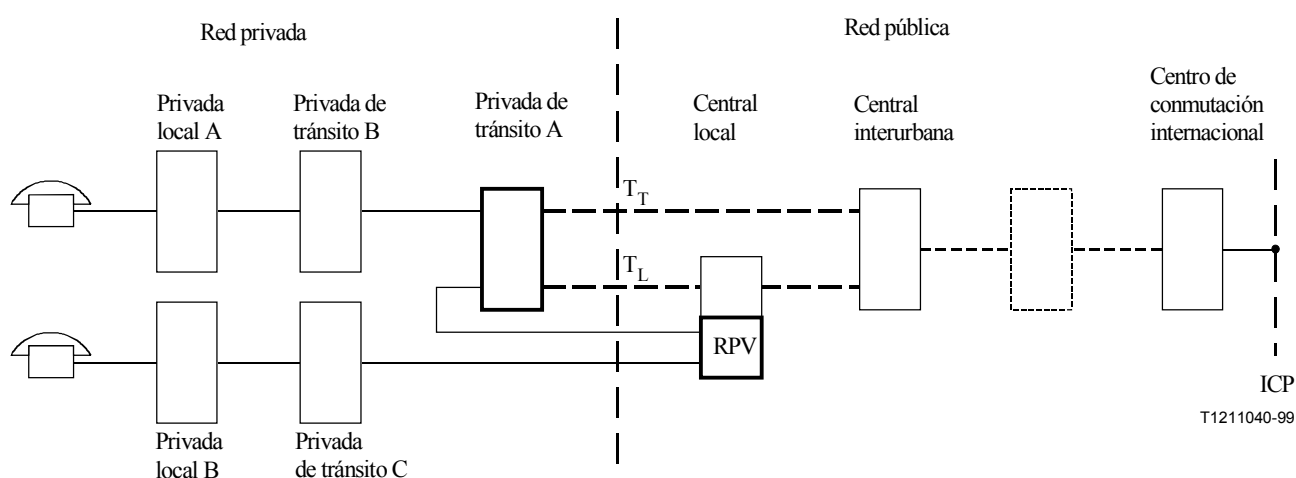 Red privada
Red pública
Privada
local A
Privada de
tránsito B
Privada de
tránsito A
Central
local
Central
interurbana
Centro de
conmutación
internacional
T_T
T_L
RPV
ICP
T1211040-99
Privada
local B
Privada
de tránsito C